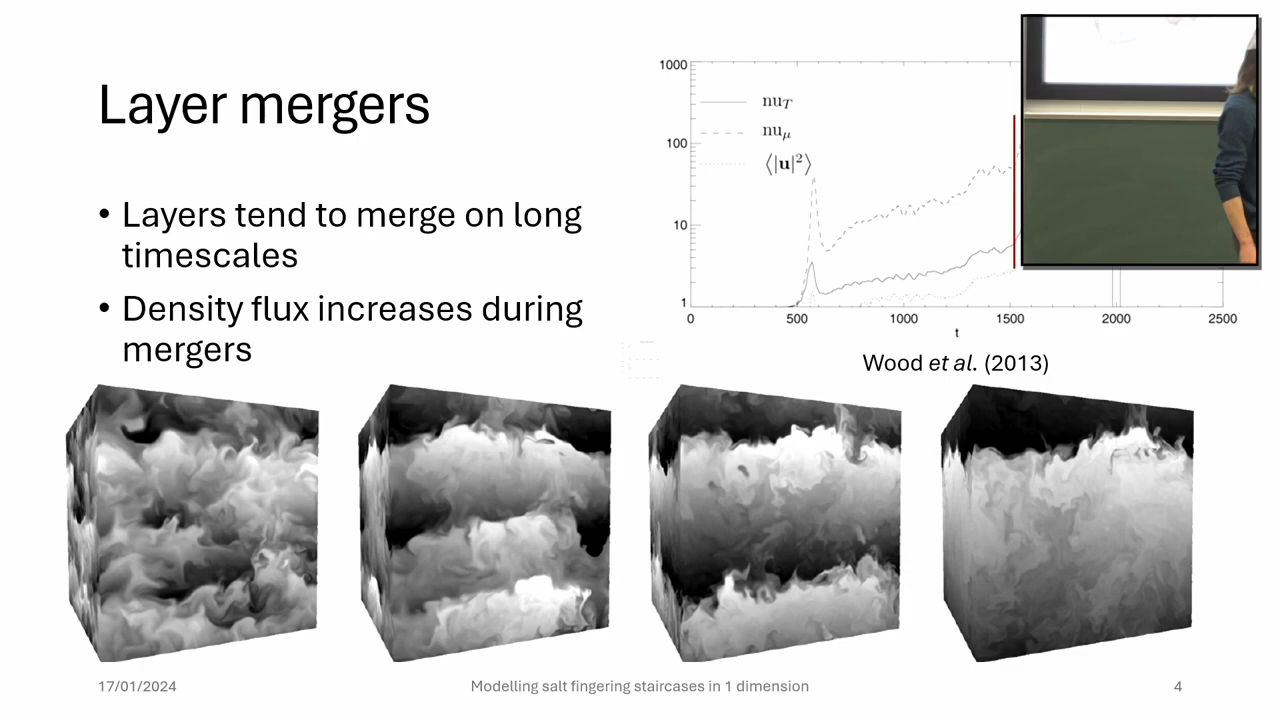 Layer mergers
• Layers tend to merge on long
timescales
• Density flux increases during
mergers
1000
100
10
1
nu_T
nu_μ
⟨|u|²⟩
0 500 1000 1500 2000 2500
t
Wood et al. (2013)
17/01/2024 Modelling salt fingering staircases in 1 dimension 4